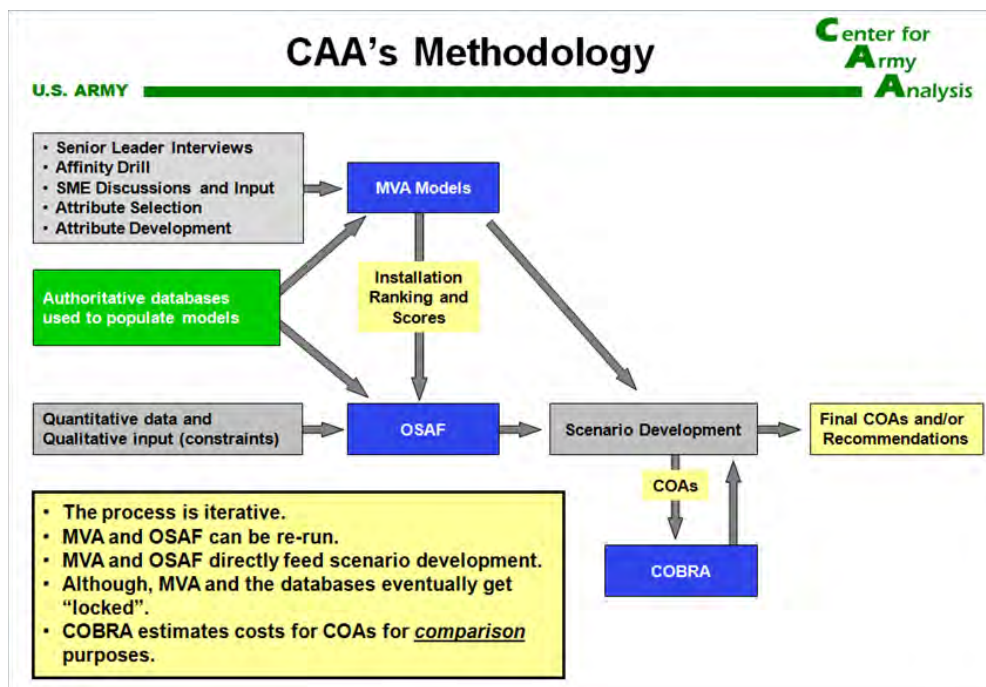 CAA’s Methodology
Center for
Army
Analysis
U.S. ARMY
• Senior Leader Interviews
• Affinity Drill
• SME Discussions and Input
• Attribute Selection
• Attribute Development
MVA Models
Authoritative databases
used to populate models
Installation
Ranking and
Scores
Quantitative data and
Qualitative input (constraints)
OSAF
Scenario Development
Final COAs and/or
Recommendations
COAs
COBRA
• The process is iterative.
• MVA and OSAF can be re-run.
• MVA and OSAF directly feed scenario development.
• Although, MVA and the databases eventually get
“locked”.
• COBRA estimates costs for COAs for comparison
purposes.